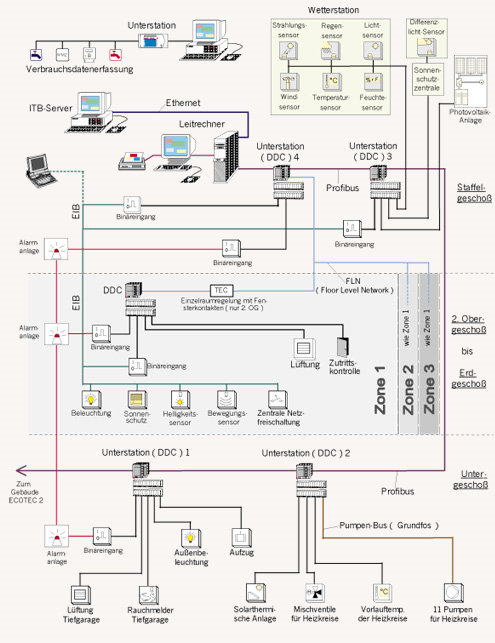 Wetterstation
Unterstation
Strahlungs-
sensor
Regen-
sensor
Licht-
sensor
Differenz-
licht-Sensor
Verbrauchsdatenerfassung
Wind-
sensor
Temperatur-
sensor
Feuchte-
sensor
°C
Sonnen-
schutz-
zentrale
Photovoltaik-
Anlage
ITB-Server
Ethernet
Leitrechner
Unterstation
( DDC ) 4
Unterstation
( DDC ) 3
Profibus
Staffel-
geschoß
EIB
Binäreingang
Binäreingang
Alarm-
anlage
Binäreingang
FLN
( Floor Level Network )
EIB
DDC
TEC
Einzelraumregelung mit Fen-
sterkontakten ( nur 2. OG )
Alarm-
anlage
Binäreingang
Binäreingang
Lüftung
Zutritts-
kontrolle
Zone 1
wie Zone 1
Zone 2
wie Zone 1
Zone 3
2. Ober-
geschoß
bis
Erd-
geschoß
Beleuchtung
Sonnen-
schutz
Helligkeits-
sensor
Bewegungs-
sensor
Zentrale Netz-
freischaltung
Unterstation ( DDC ) 1
Unterstation ( DDC ) 2
Zum
Gebäude
ECOTEC 2
Profibus
Unter-
geschoß
Pumpen-Bus ( Grundfos )
Alarm-
anlage
Binäreingang
Außenbe-
leuchtung
Aufzug
°C
Lüftung
Tiefgarage
Rauchmelder
Tiefgarage
Solarthermi-
sche Anlage
Mischventile
für Heizkreise
Vorlauftemp.
der Heizkreise
11 Pumpen
für Heizkreise